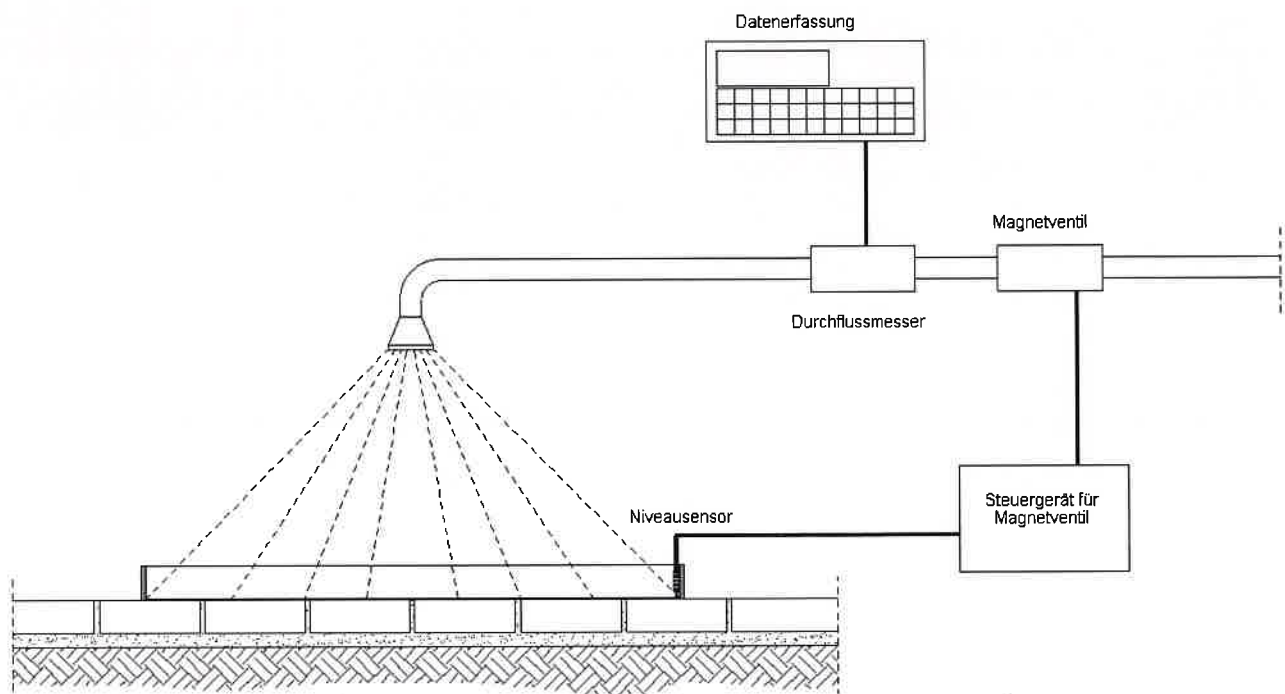 Datenerfassung
Magnetventil
Durchflussmesser
Niveausensor
Steuergerät für
Magnetventil